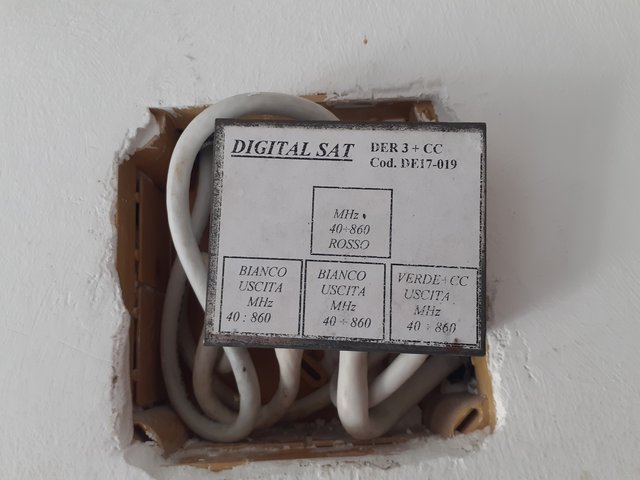 DIGITAL SAT
DER 3 + CC
Cod. DE17-019
MHz
40÷860
ROSSO
BIANCO
USCITA
MHz
40 : 860
BIANCO
USCITA
MHz
40 ÷ 860
VERDE+CC
USCITA
MHz
40 ÷ 860